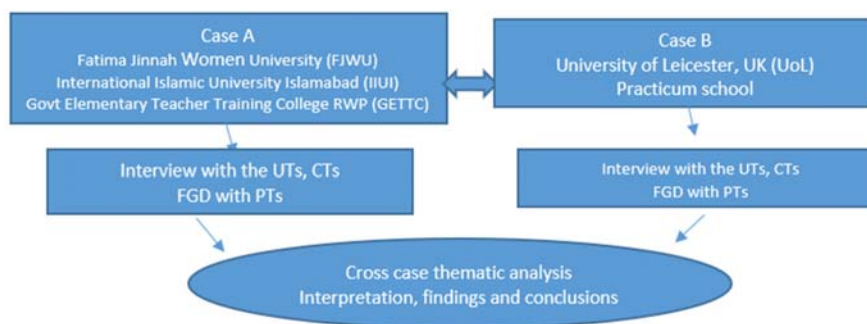 Case A
Fatima Jinnah Women University (FJWU)
International Islamic University Islamabad (IIUI)
Govt Elementary Teacher Training College RWP (GETTC)
Case B
University of Leicester, UK (UoL)
Practicum school
Interview with the UTs, CTs
FGD with PTs
Interview with the UTs, CTs
FGD with PTs
Cross case thematic analysis
Interpretation, findings and conclusions